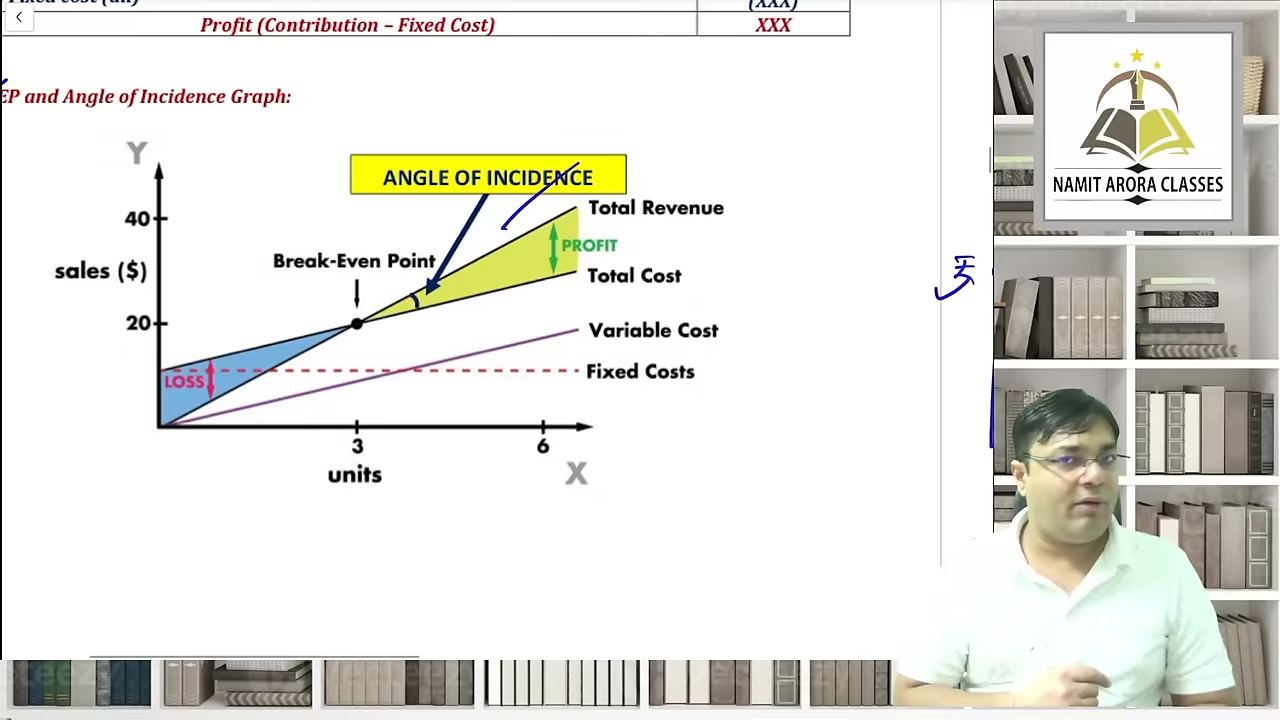 (XXX)
Profit (Contribution – Fixed Cost) XXX
EP and Angle of Incidence Graph:
Y
ANGLE OF INCIDENCE
40
Total Revenue
PROFIT
Break-Even Point
sales ($)
Total Cost
20
Variable Cost
LOSS
Fixed Costs
3
6
units
X
NAMIT ARORA CLASSES